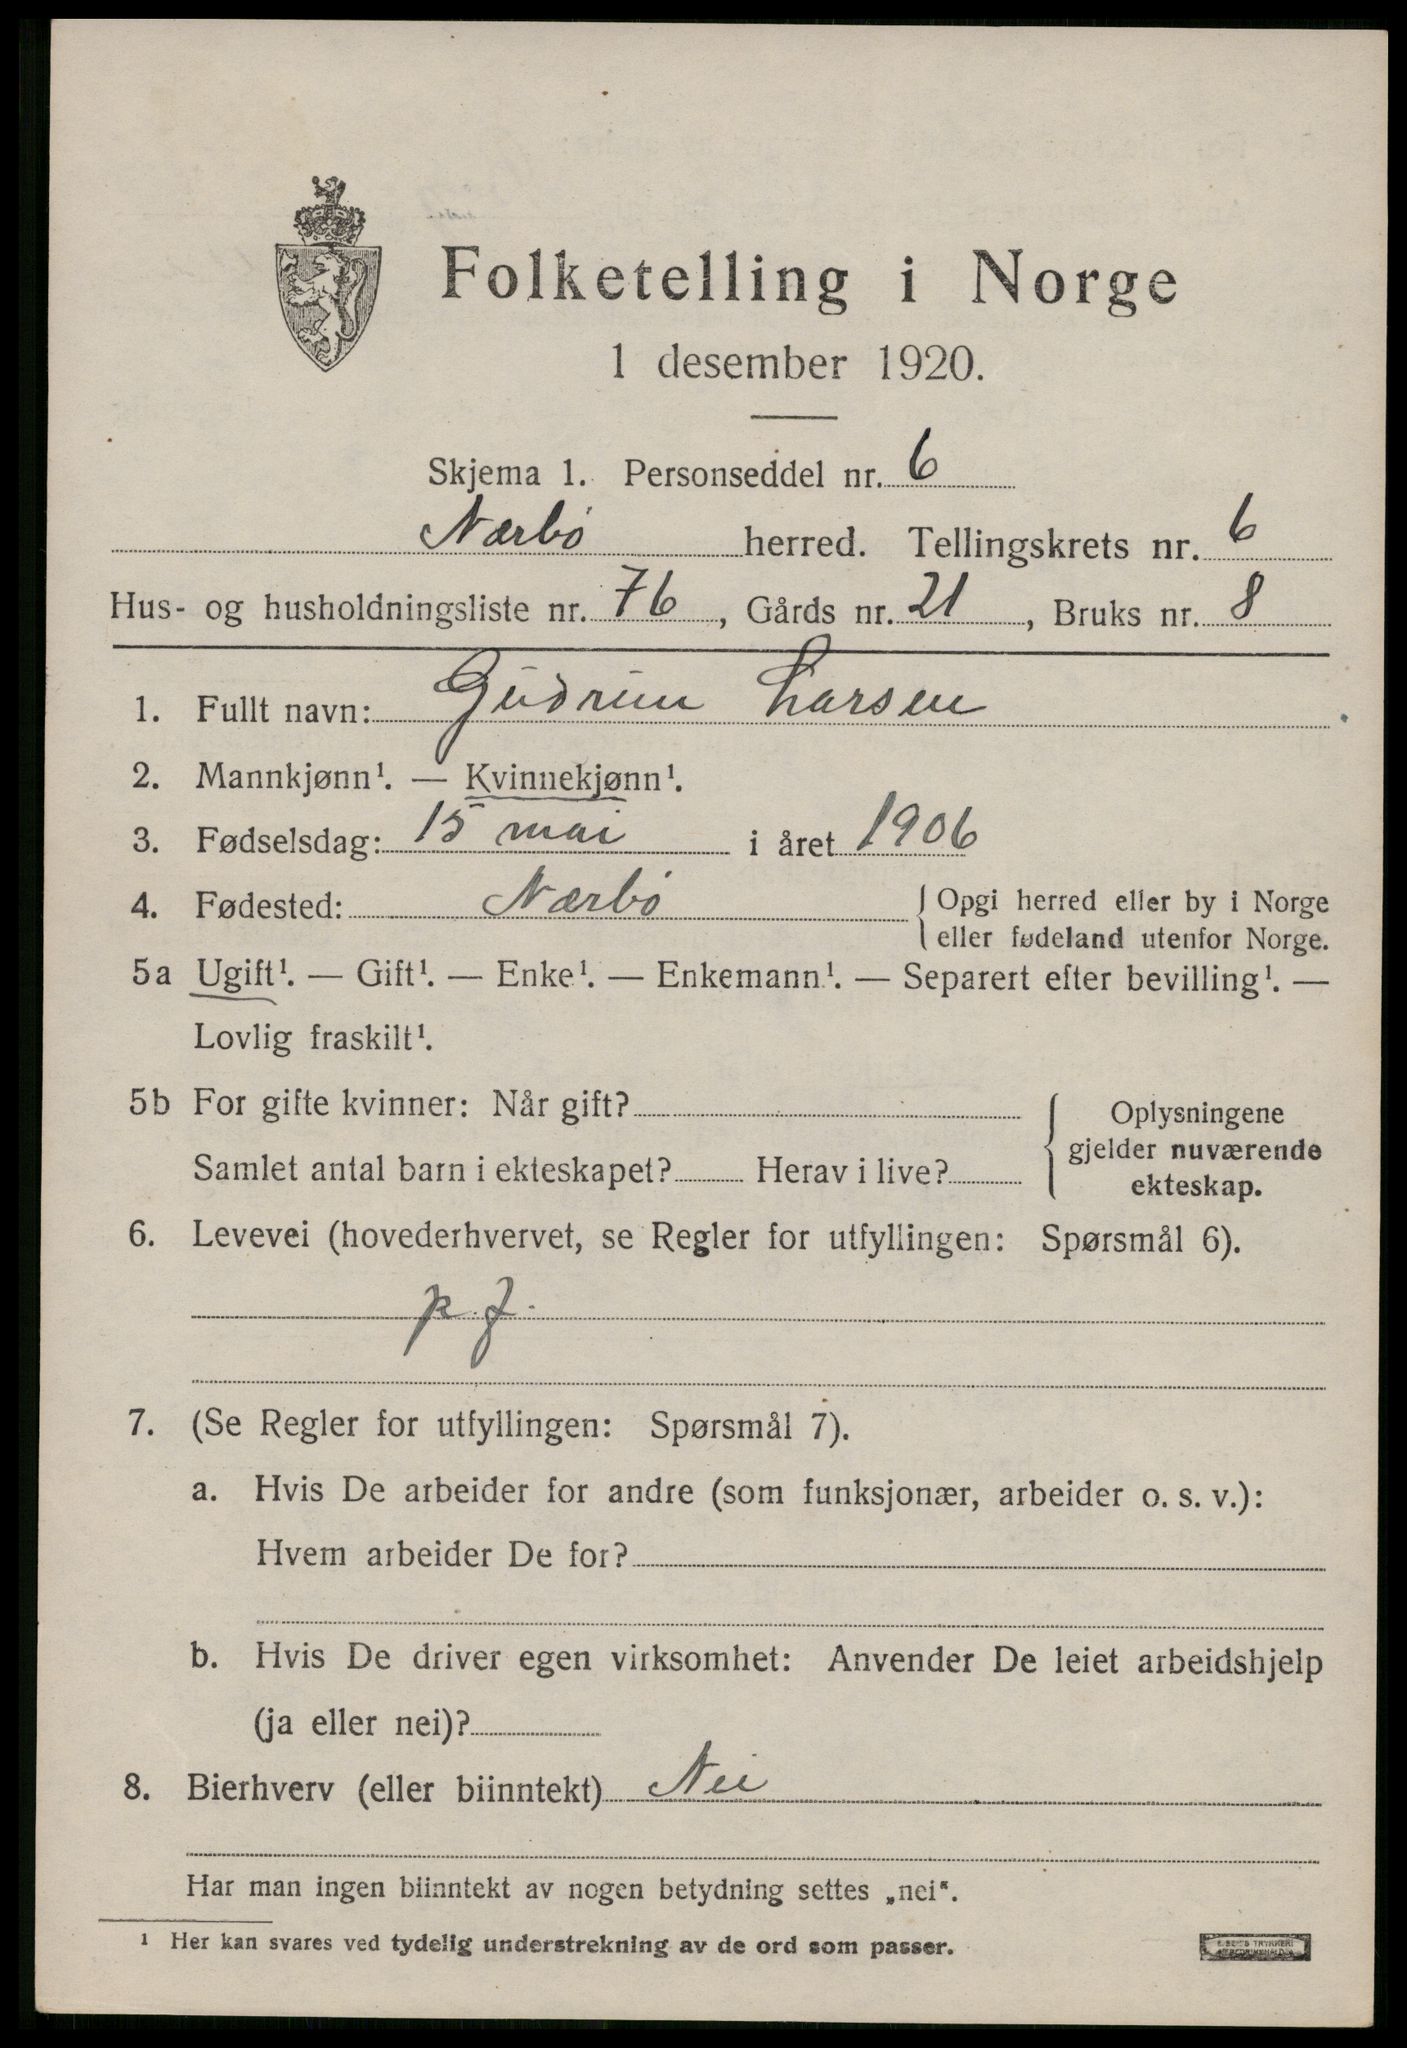 Folketelling i Norge
1 desember 1920.
Skjema 1. Personseddel nr. 6
Nærbö herred. Tellingskrets nr. 6
Hus- og husholdningsliste nr. 76, Gårds nr. 21, Bruks nr. 8
1. Fullt navn: Gudrun Larsen
2. Mannkjønn¹. — Kvinnekjønn¹.
3. Fødselsdag: 15 mai i året 1906
4. Fødested: Nærbö { Opgi herred eller by i Norge
eller fødeland utenfor Norge.
5a Ugift¹. — Gift¹. — Enke¹. — Enkemann¹. — Separert efter bevilling¹. —
Lovlig fraskilt¹.
5b For gifte kvinner: Når gift? { Oplysningene
gjelder nuværende
Samlet antal barn i ekteskapet? Herav i live? ekteskap.
6. Levevei (hovederhvervet, se Regler for utfyllingen: Spørsmål 6).
p. f.
7. (Se Regler for utfyllingen: Spørsmål 7).
a. Hvis De arbeider for andre (som funksjonær, arbeider o. s. v.):
Hvem arbeider De for?
b. Hvis De driver egen virksomhet: Anvender De leiet arbeidshjelp
(ja eller nei)?
8. Bierhverv (eller biinntekt) Nei
Har man ingen biinntekt av nogen betydning settes „nei“.
¹ Her kan svares ved tydelig understrekning av de ord som passer.